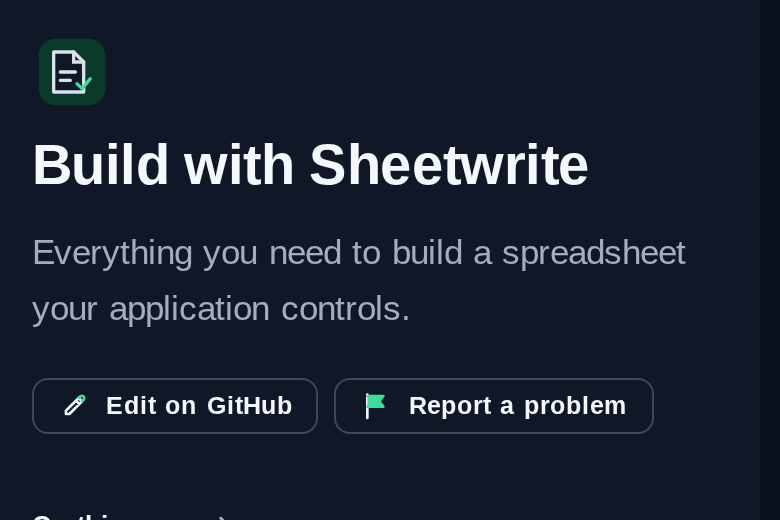 Build with Sheetwrite
Everything you need to build a spreadsheet
your application controls.
Edit on GitHub
Report a problem